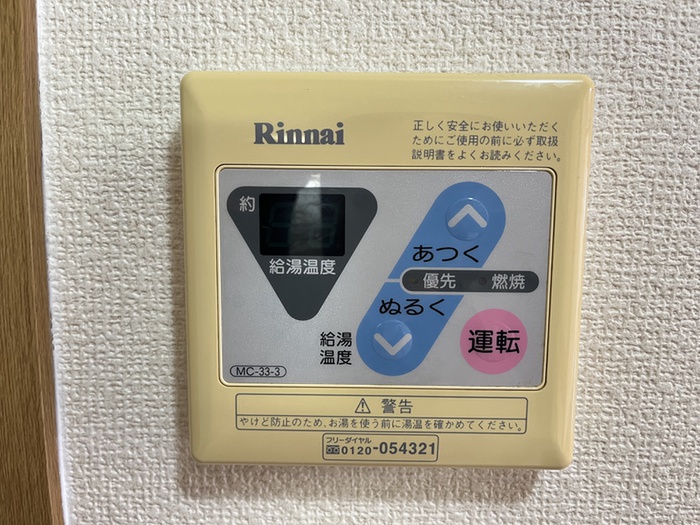 Rinnai
正しく安全にお使いいただく
ためにご使用の前に必ず取扱
説明書をよくお読みください。
約
給湯温度
あつく
優先 燃焼
ぬるく
給湯
温度
運転
MC-33-3
⚠ 警告
やけど防止のため、お湯を使う前に湯温を確かめてください。
フリーダイヤル
0120-054321